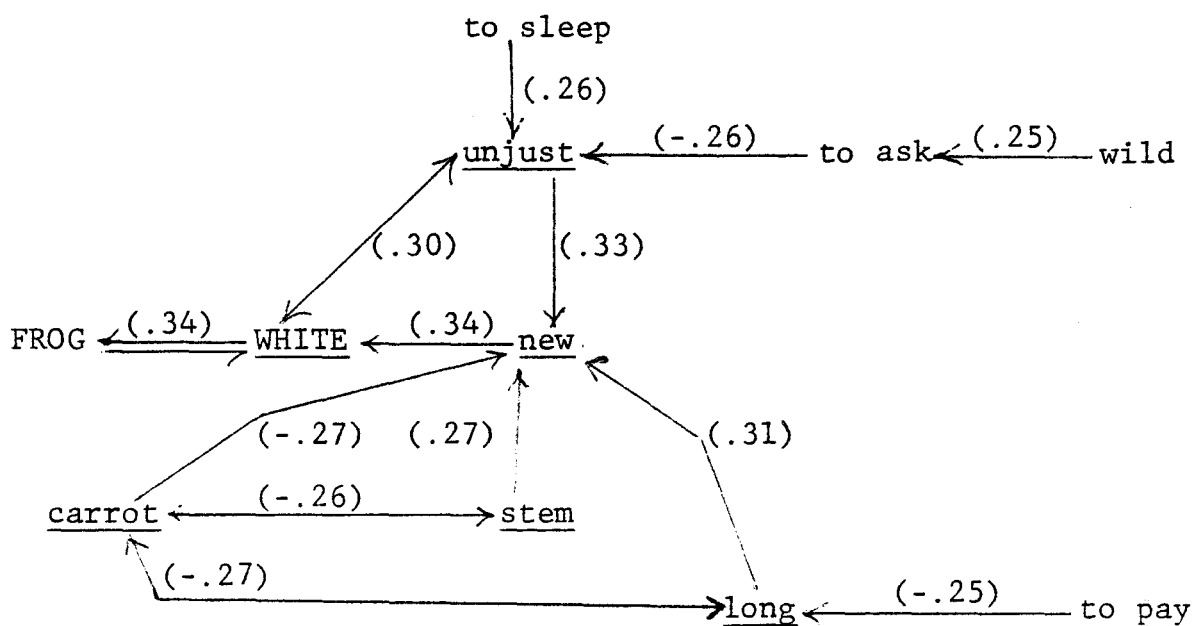 to sleep
(.26)
unjust (-.26) to ask (.25) wild
(.30) (.33)
FROG (.34) WHITE (.34) new
(-.27) (.27) (.31)
carrot (-.26) stem
(-.27) long (-.25) to pay